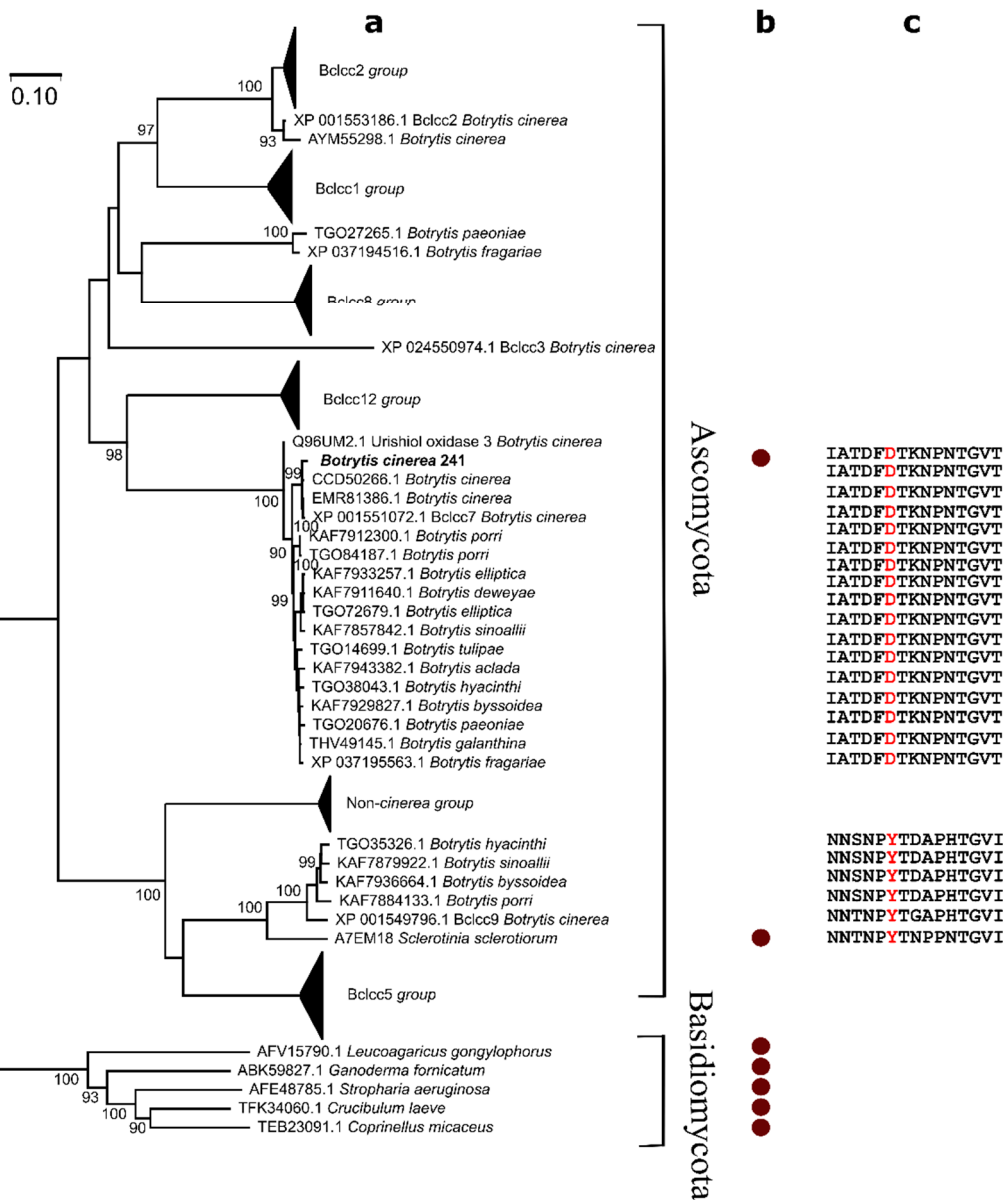 a b c
Bclcc2 group
0.10
100
XP 001553186.1 Bclcc2 Botrytis cinerea
97
93 AYM55298.1 Botrytis cinerea
Bclcc1 group
100 TGO27265.1 Botrytis paeoniae
XP 037194516.1 Botrytis fragariae
Bclcc8 group
XP 024550974.1 Bclcc3 Botrytis cinerea
Bclcc12 group
Ascomycota
98
Q96UM2.1 Urishiol oxidase 3 Botrytis cinerea IATDFDTKNPNTGVT
Botrytis cinerea 241 IATDFDTKNPNTGVT
99 CCD50266.1 Botrytis cinerea IATDFDTKNPNTGVT
100 EMR81386.1 Botrytis cinerea IATDFDTKNPNTGVT
XP 001551072.1 Bclcc7 Botrytis cinerea IATDFDTKNPNTGVT
100 KAF7912300.1 Botrytis porri IATDFDTKNPNTGVT
90 TGO84187.1 Botrytis porri IATDFDTKNPNTGVT
100 KAF7933257.1 Botrytis elliptica IATDFDTKNPNTGVT
KAF7911640.1 Botrytis deweyae IATDFDTKNPNTGVT
99 TGO72679.1 Botrytis elliptica IATDFDTKNPNTGVT
KAF7857842.1 Botrytis sinoallii IATDFDTKNPNTGVT
TGO14699.1 Botrytis tulipae IATDFDTKNPNTGVT
KAF7943382.1 Botrytis aclada IATDFDTKNPNTGVT
TGO38043.1 Botrytis hyacinthi IATDFDTKNPNTGVT
KAF7929827.1 Botrytis byssoidea IATDFDTKNPNTGVT
TGO20676.1 Botrytis paeoniae IATDFDTKNPNTGVT
THV49145.1 Botrytis galanthina IATDFDTKNPNTGVT
XP 037195563.1 Botrytis fragariae
Non-cinerea group
TGO35326.1 Botrytis hyacinthi NNSNPYTDAPHTGVI
99 KAF7879922.1 Botrytis sinoallii NNSNPYTDAPHTGVI
KAF7936664.1 Botrytis byssoidea NNSNPYTDAPHTGVI
100 100 KAF7884133.1 Botrytis porri NNSNPYTDAPHTGVI
100 XP 001549796.1 Bclcc9 Botrytis cinerea NNTNPYTGAPHTGVI
A7EM18 Sclerotinia sclerotiorum NNTNPYTNPPNTGVI
Bclcc5 group
Basidiomycota
AFV15790.1 Leucoagaricus gongylophorus
100 ABK59827.1 Ganoderma fornicatum
93 AFE48785.1 Stropharia aeruginosa
100 TFK34060.1 Crucibulum laeve
90 TEB23091.1 Coprinellus micaceus